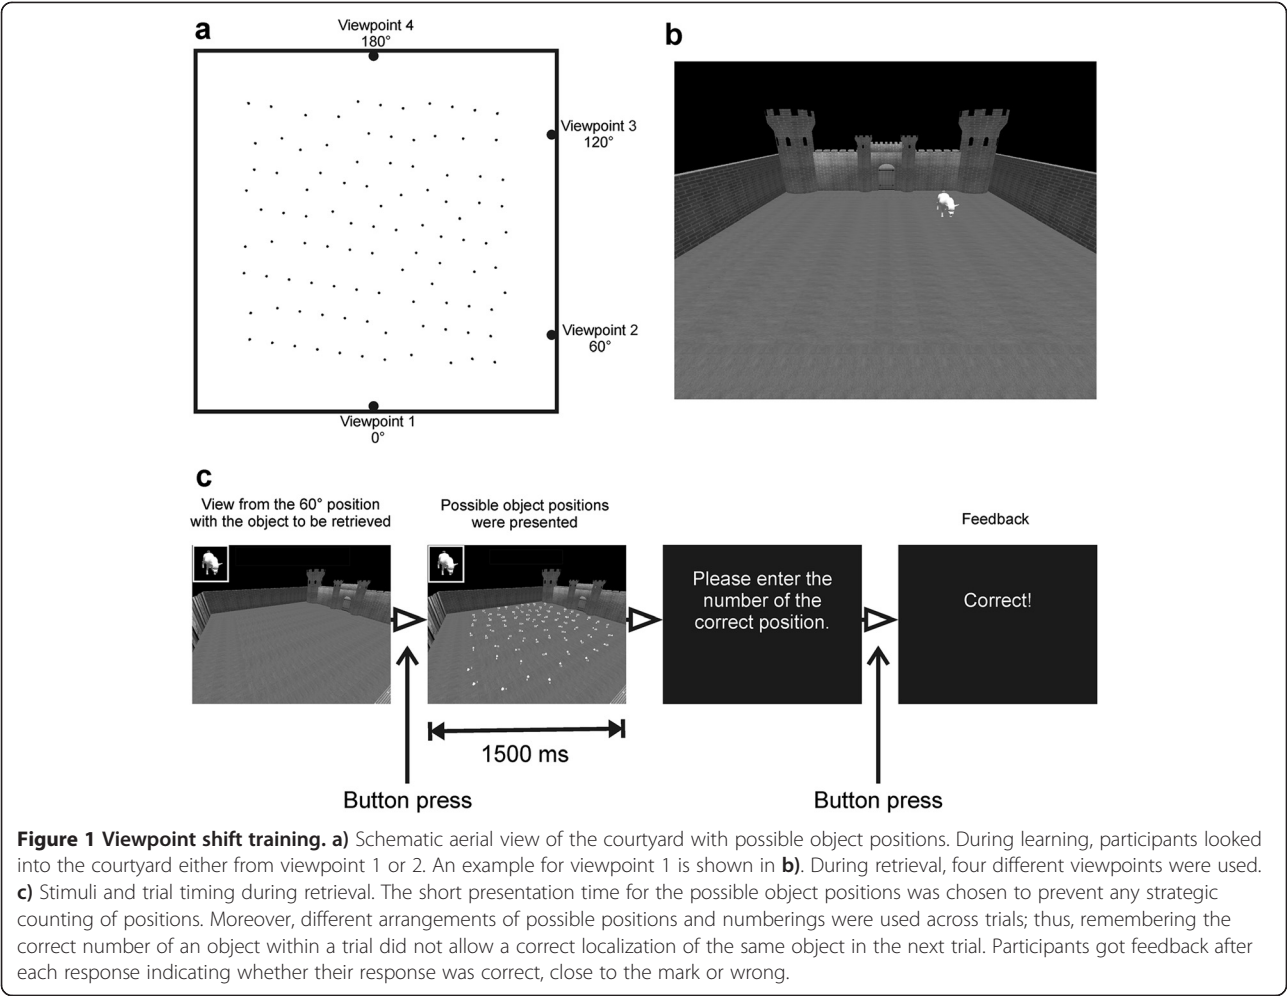 a
Viewpoint 4
180°
Viewpoint 3
120°
Viewpoint 2
60°
Viewpoint 1
0°
b
c
View from the 60° position
with the object to be retrieved
Possible object positions
were presented
Feedback
Please enter the
number of the
correct position.
Correct!
1500 ms
Button press
Button press
Figure 1 Viewpoint shift training. a) Schematic aerial view of the courtyard with possible object positions. During learning, participants looked
into the courtyard either from viewpoint 1 or 2. An example for viewpoint 1 is shown in b). During retrieval, four different viewpoints were used.
c) Stimuli and trial timing during retrieval. The short presentation time for the possible object positions was chosen to prevent any strategic
counting of positions. Moreover, different arrangements of possible positions and numberings were used across trials; thus, remembering the
correct number of an object within a trial did not allow a correct localization of the same object in the next trial. Participants got feedback after
each response indicating whether their response was correct, close to the mark or wrong.